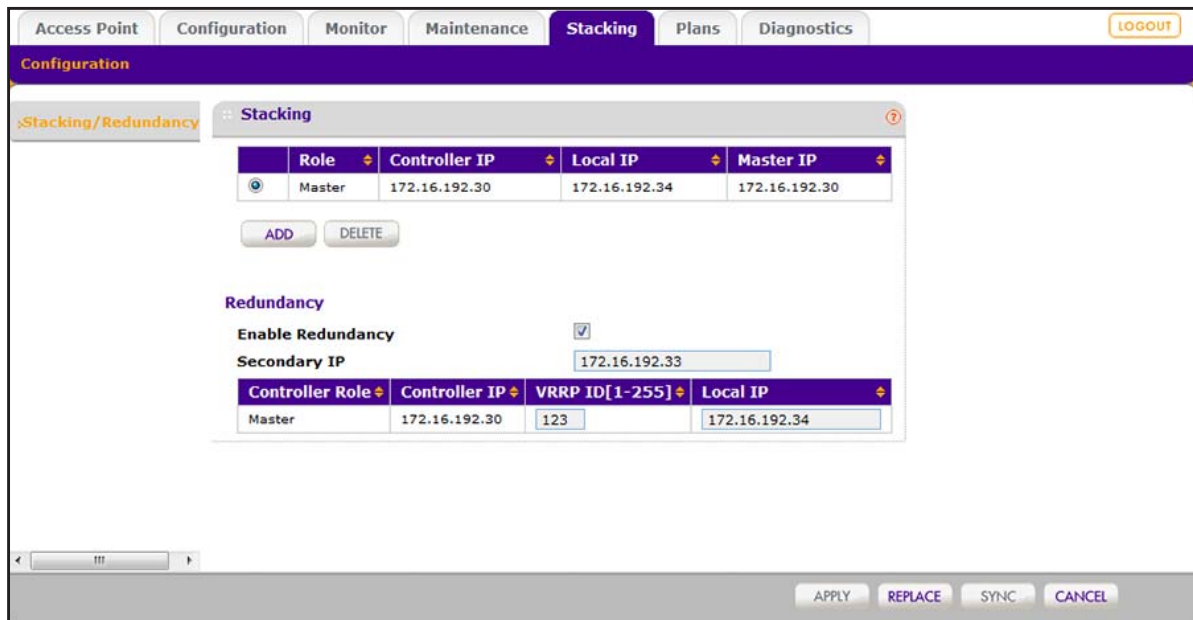 Access Point Configuration Monitor Maintenance Stacking Plans Diagnostics LOGOUT
Configuration
Stacking/Redundancy
Stacking ?
Role Controller IP Local IP Master IP
Master 172.16.192.30 172.16.192.34 172.16.192.30
ADD DELETE
Redundancy
Enable Redundancy
Secondary IP 172.16.192.33
Controller Role Controller IP VRRP ID[1-255] Local IP
Master 172.16.192.30 123 172.16.192.34
APPLY REPLACE SYNC CANCEL